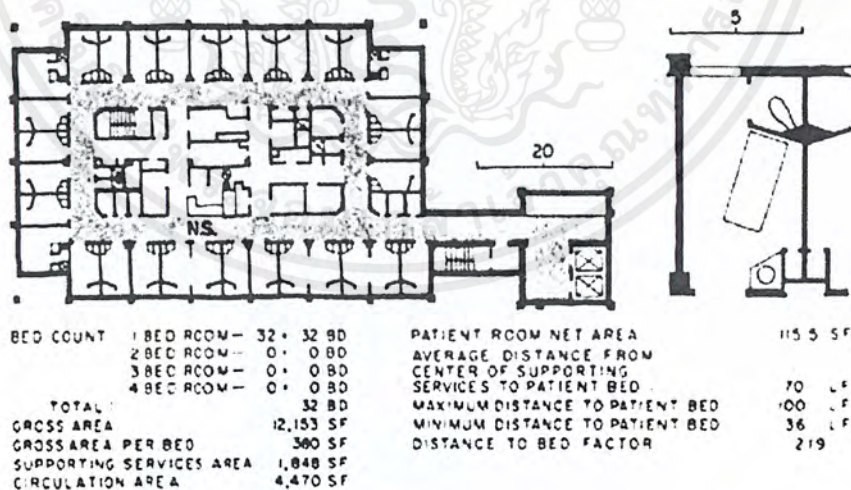 5
20
N.S.
BED COUNT 1 BED ROOM — 32 • 32 BD
2 BED ROOM — 0 • 0 BD
3 BED ROOM — 0 • 0 BD
4 BED ROOM — 0 • 0 BD
TOTAL : 32 BD
GROSS AREA 12,153 SF
GROSS AREA PER BED 380 SF
SUPPORTING SERVICES AREA 1,848 SF
CIRCULATION AREA 4,470 SF
PATIENT ROOM NET AREA 115.5 SF
AVERAGE DISTANCE FROM
CENTER OF SUPPORTING
SERVICES TO PATIENT BED 70 LF
MAXIMUM DISTANCE TO PATIENT BED 100 LF
MINIMUM DISTANCE TO PATIENT BED 36 LF
DISTANCE TO BED FACTOR 2.19